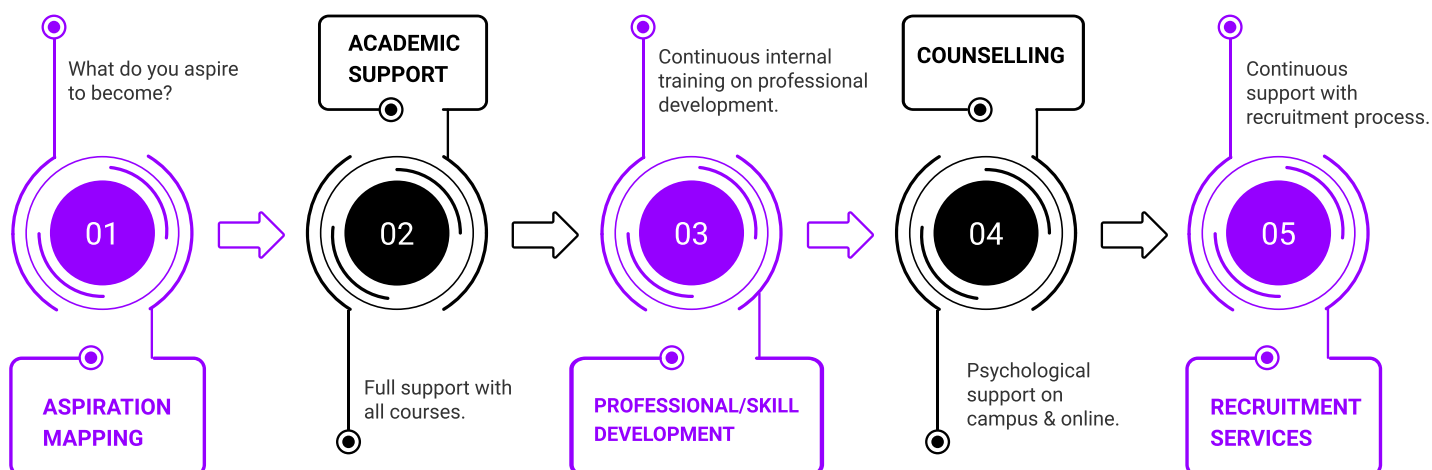 What do you aspire
to become?
01
ASPIRATION
MAPPING
ACADEMIC
SUPPORT
02
Full support with
all courses.
Continuous internal
training on professional
development.
03
PROFESSIONAL/SKILL
DEVELOPMENT
COUNSELLING
04
Psychological
support on
campus & online.
Continuous
support with
recruitment process.
05
RECRUITMENT
SERVICES